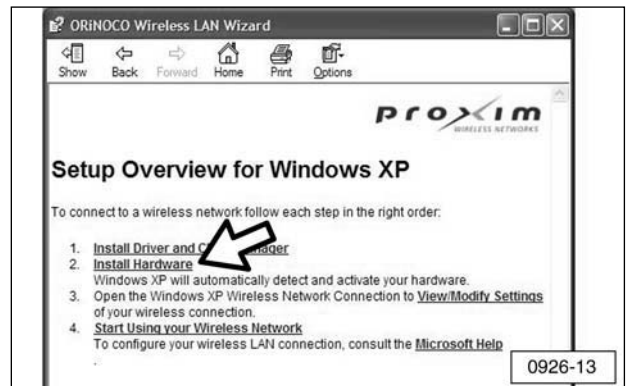 ORiNOCO Wireless LAN Wizard
Show Back Forward Home Print Options
proxim
WIRELESS NETWORKS
Setup Overview for Windows XP
To connect to a wireless network follow each step in the right order:
1. Install Driver and
2. Install Hardware
Windows XP will automatically detect and activate your hardware.
3. Open the Windows XP Wireless Network Connection to View/Modify Settings
of your wireless connection.
4. Start Using your Wireless Network
To configure your wireless LAN connection, consult the Microsoft Help
.
0926-13